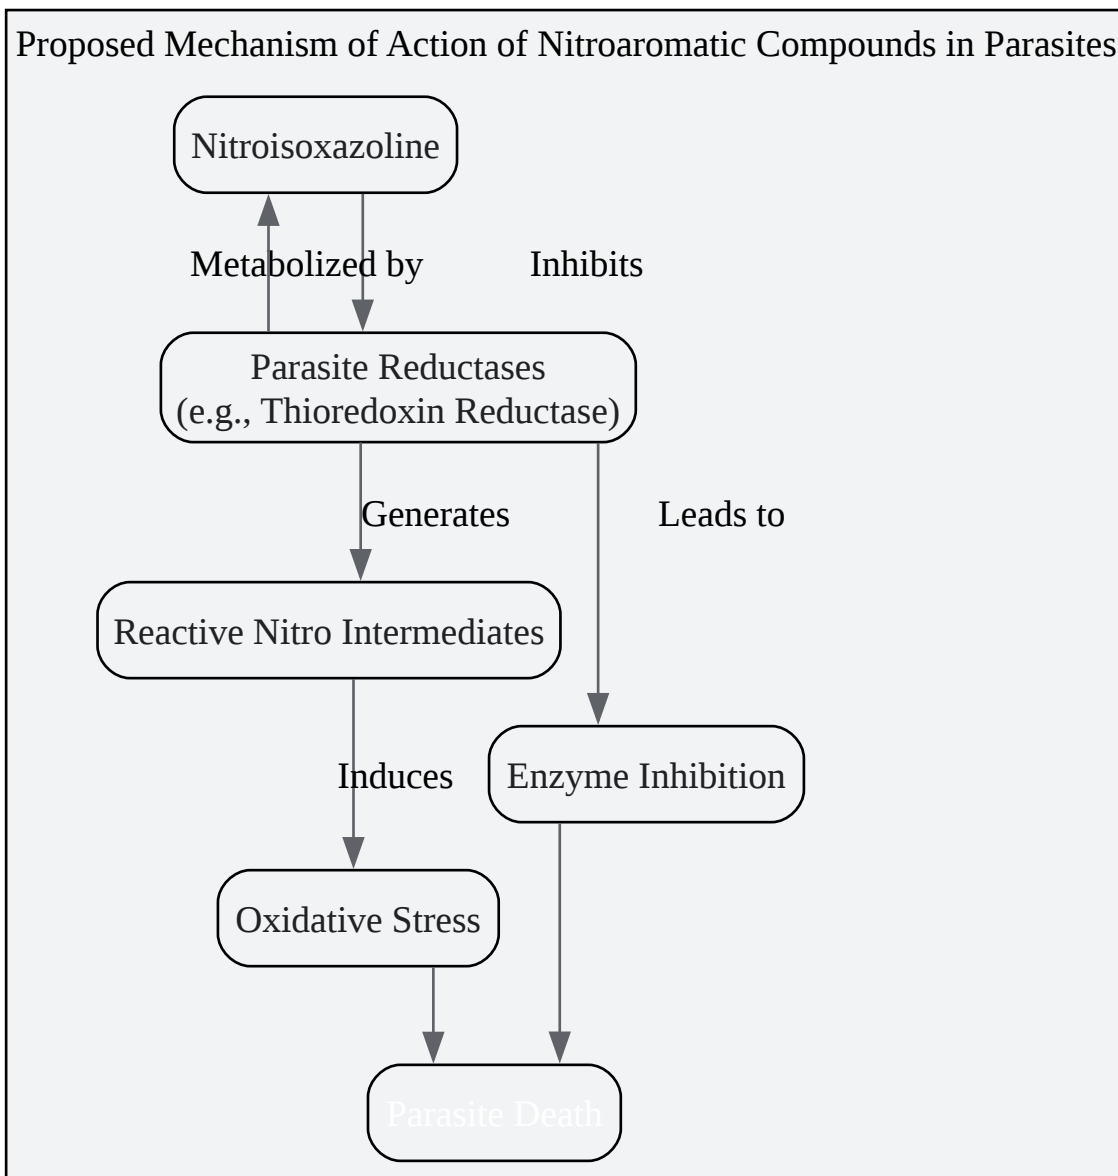 Proposed Mechanism of Action of Nitroaromatic Compounds in Parasites
Nitroisoxazoline
Metabolized by
Inhibits
Parasite Reductases
(e.g., Thioredoxin Reductase)
Generates
Leads to
Reactive Nitro Intermediates
Induces
Enzyme Inhibition
Oxidative Stress
Parasite Death